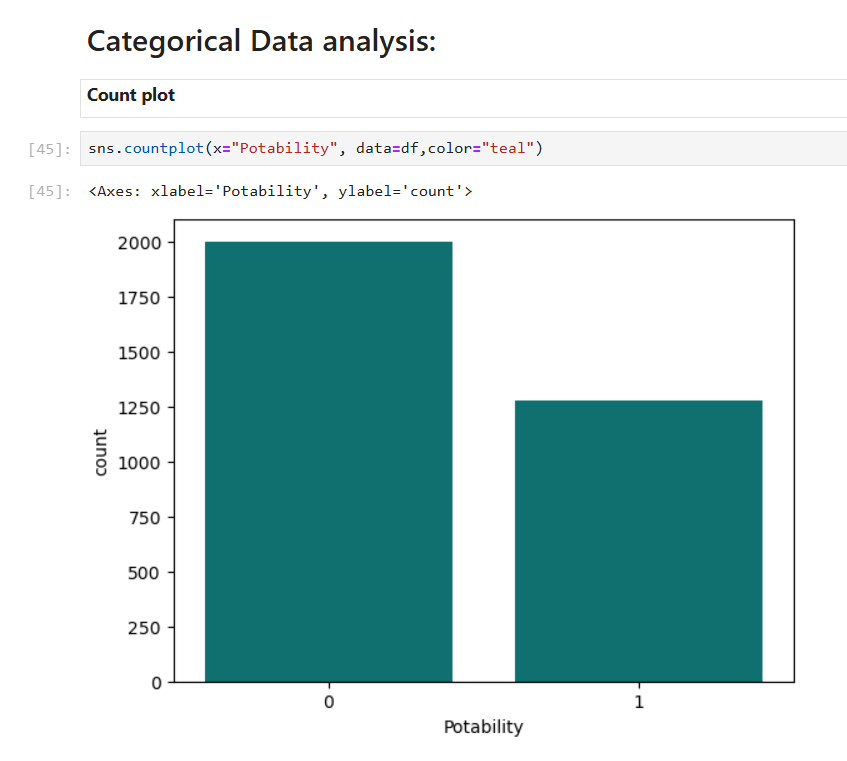 Categorical Data analysis:
Count plot
[45]: sns.countplot(x="Potability", data=df,color="teal")
[45]: <Axes: xlabel='Potability', ylabel='count'>
2000
1750
1500
1250
1000
750
500
250
0
count
0 1
Potability